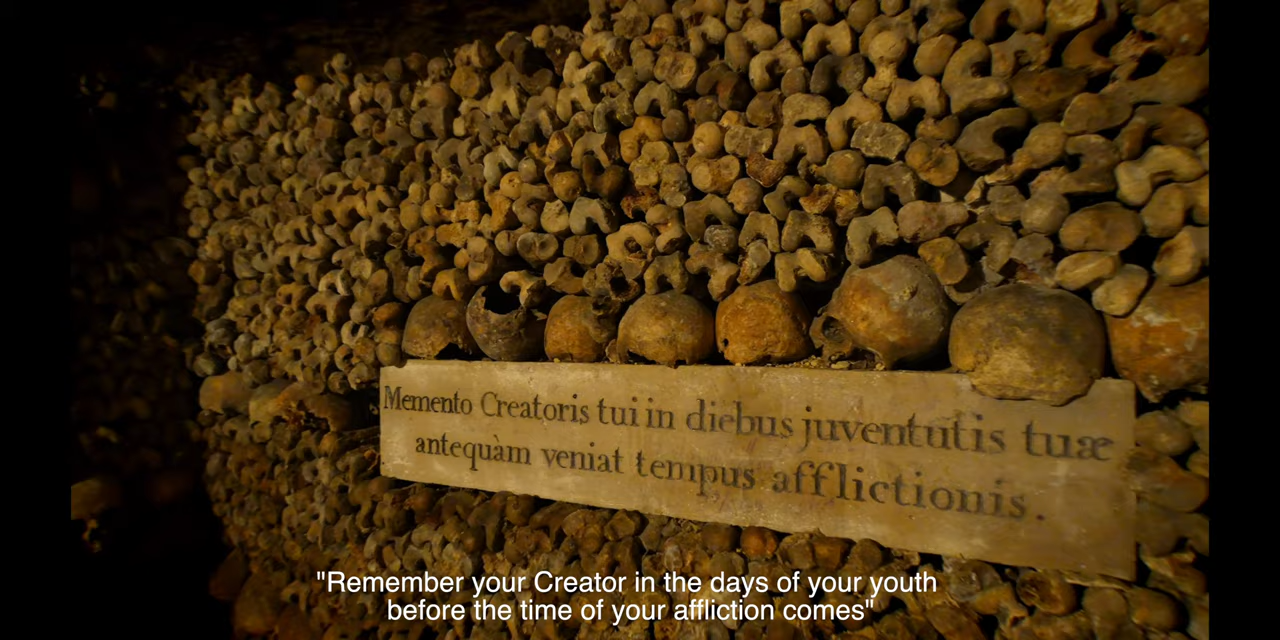 Memento Creatoris tui in diebus juventutis tuæ
antequàm veniat tempus afflictionis.
"Remember your Creator in the days of your youth
before the time of your affliction comes"